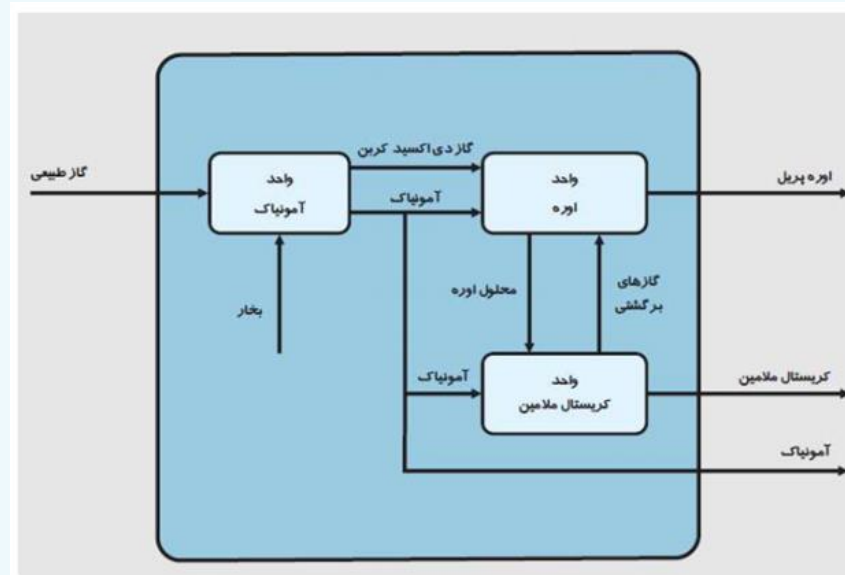 گاز طبیعی
واحد
آمونیاک
بخار
گاز دی اکسید کربن
آمونیاک
واحد
اوره
اوره پریل
محلول اوره
گازهای
برگشتی
آمونیاک
واحد
کریستال ملامین
کریستال ملامین
آمونیاک